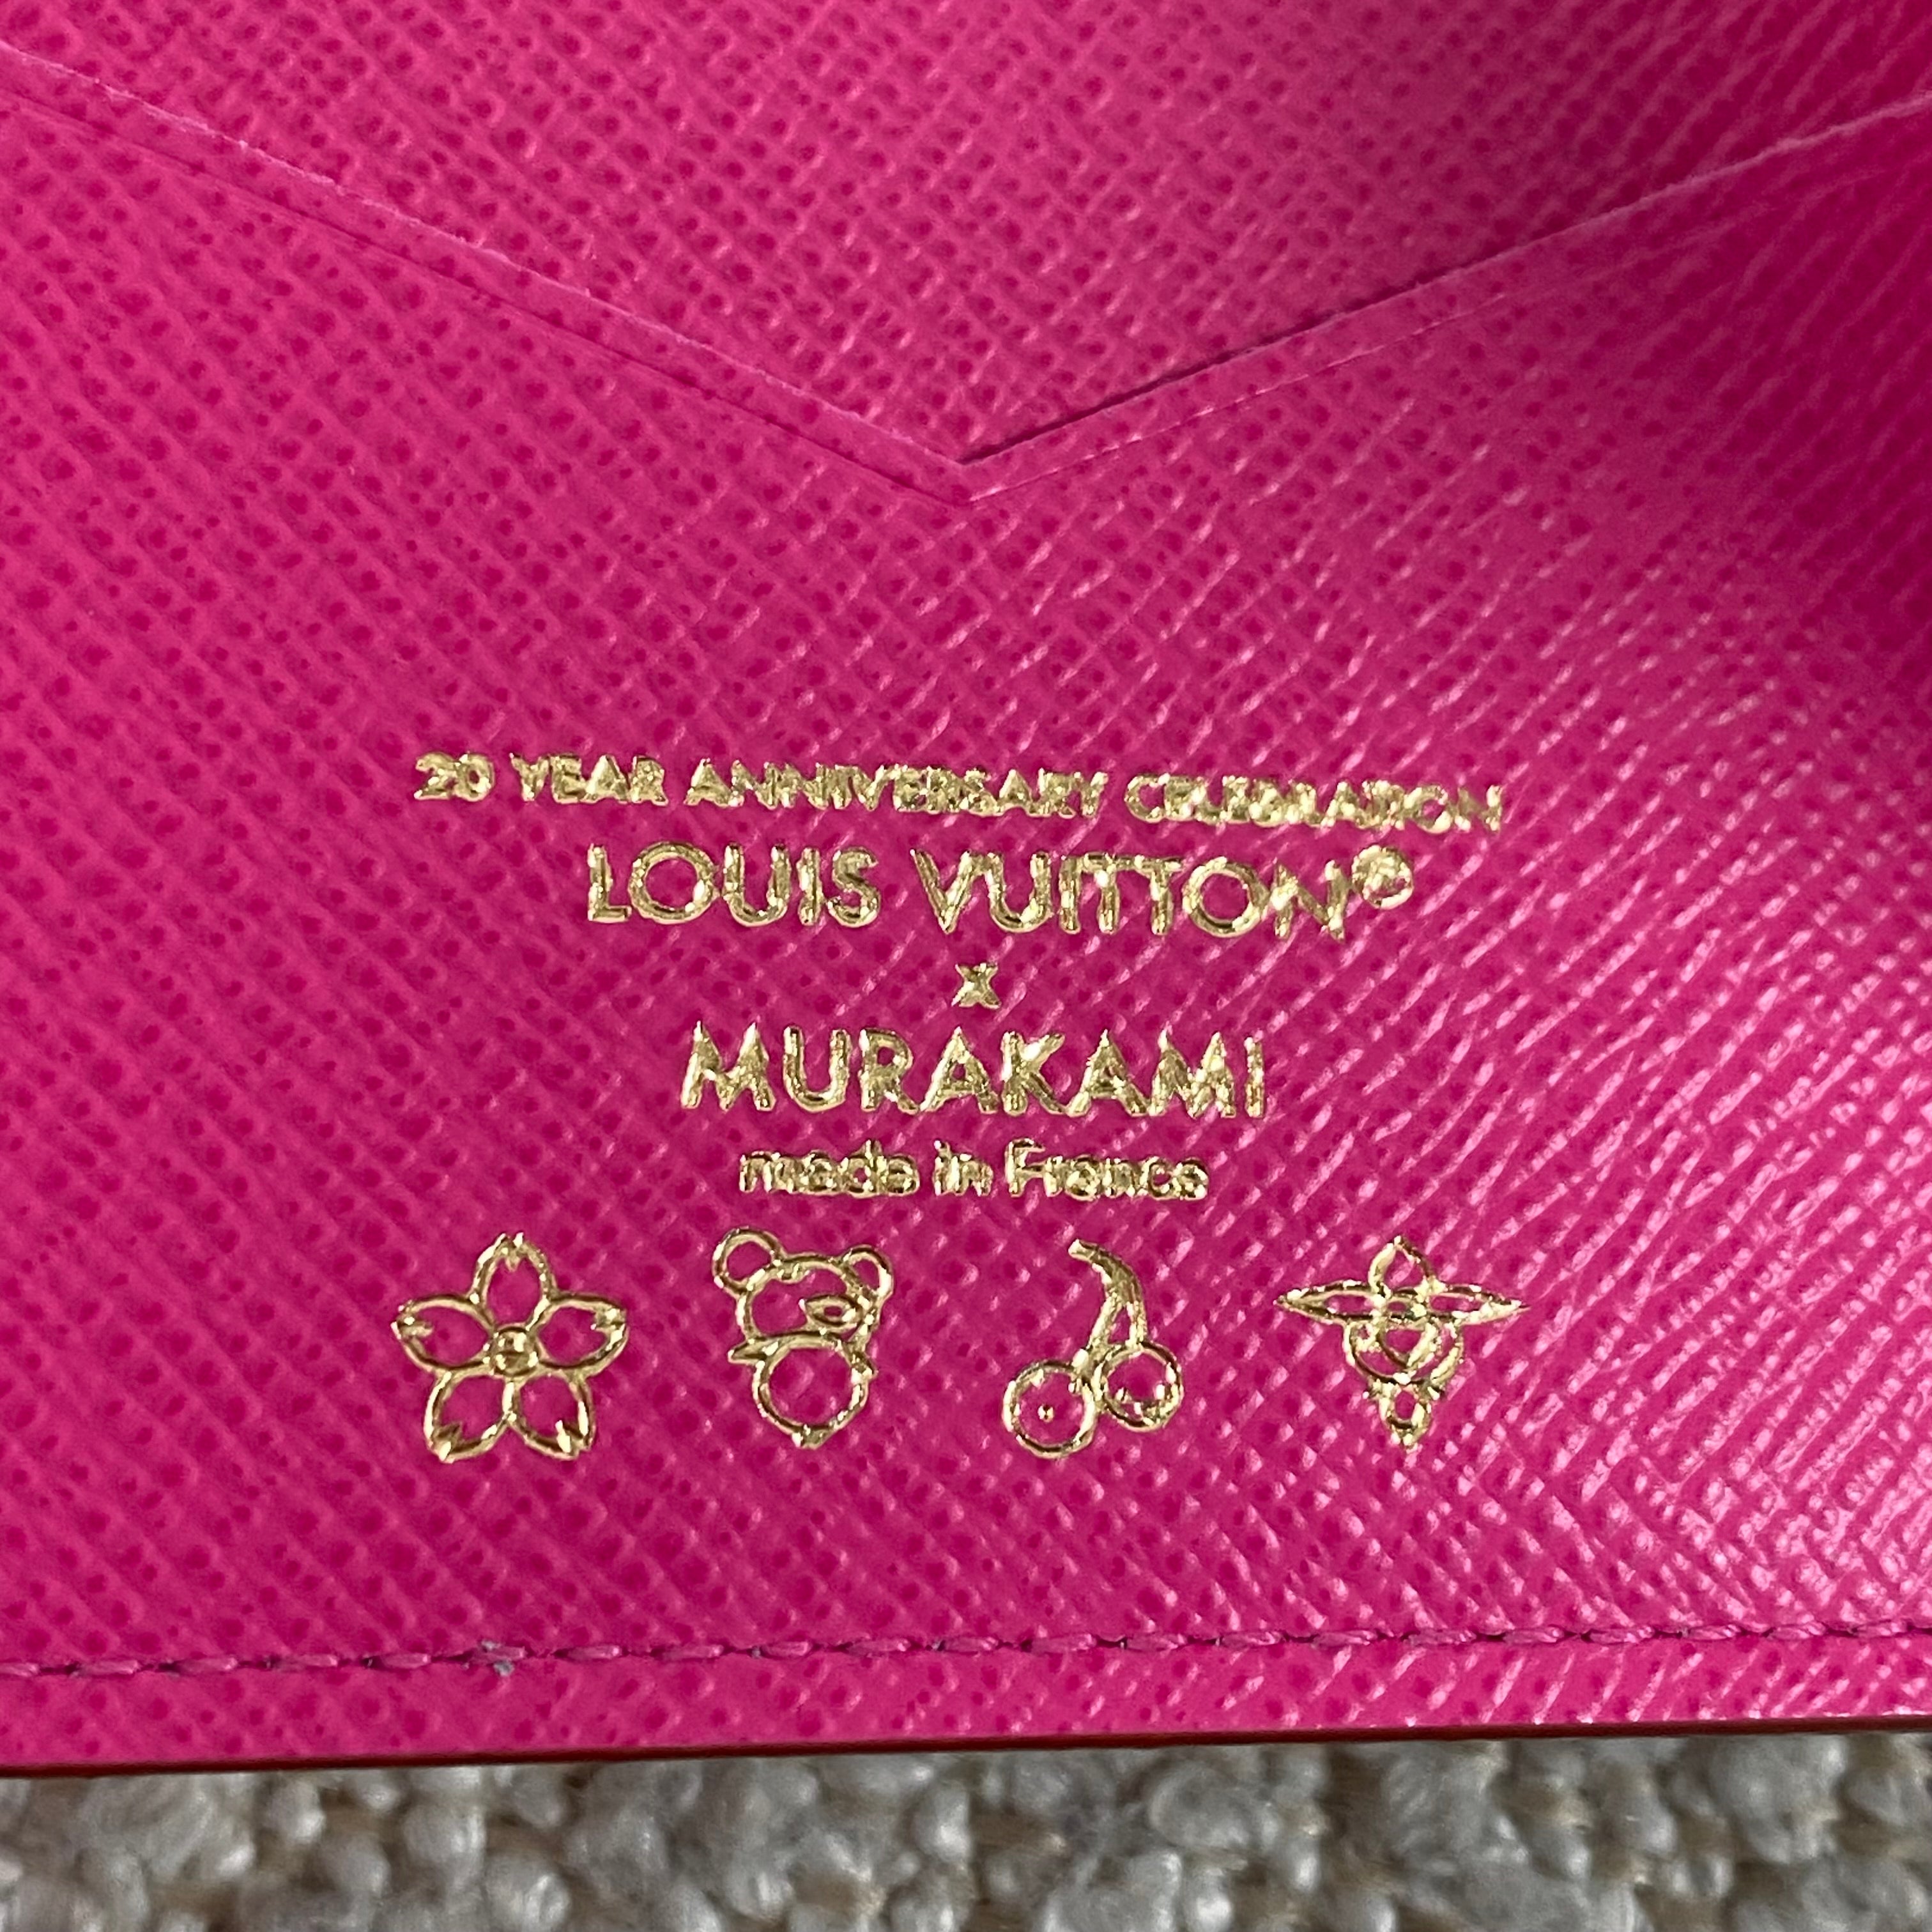 20 YEAR ANNIVERSARY CELEBRATION
LOUIS VUITTON®
x
MURAKAMI
made in France